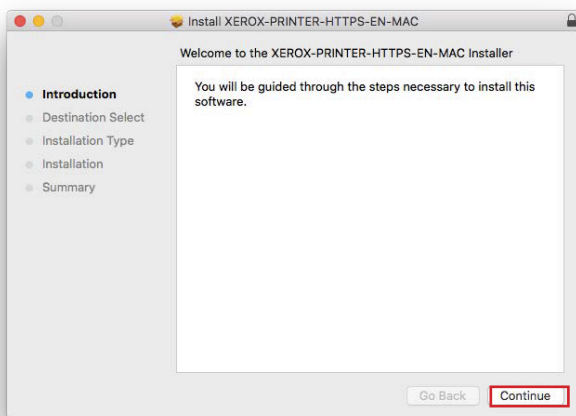 Install XEROX-PRINTER-HTTPS-EN-MAC
Welcome to the XEROX-PRINTER-HTTPS-EN-MAC Installer
Introduction
Destination Select
Installation Type
Installation
Summary
You will be guided through the steps necessary to install this
software.
Go Back
Continue